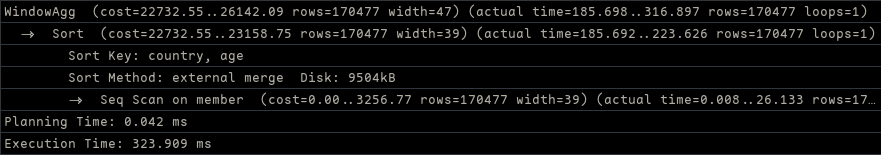 WindowAgg  (cost=22732.55..26142.09 rows=170477 width=47) (actual time=185.698..316.897 rows=170477 loops=1)
  →  Sort  (cost=22732.55..23158.75 rows=170477 width=39) (actual time=185.692..223.626 rows=170477 loops=1)
        Sort Key: country, age
        Sort Method: external merge  Disk: 9504kB
        →  Seq Scan on member  (cost=0.00..3256.77 rows=170477 width=39) (actual time=0.008..26.133 rows=17…
Planning Time: 0.042 ms
Execution Time: 323.909 ms